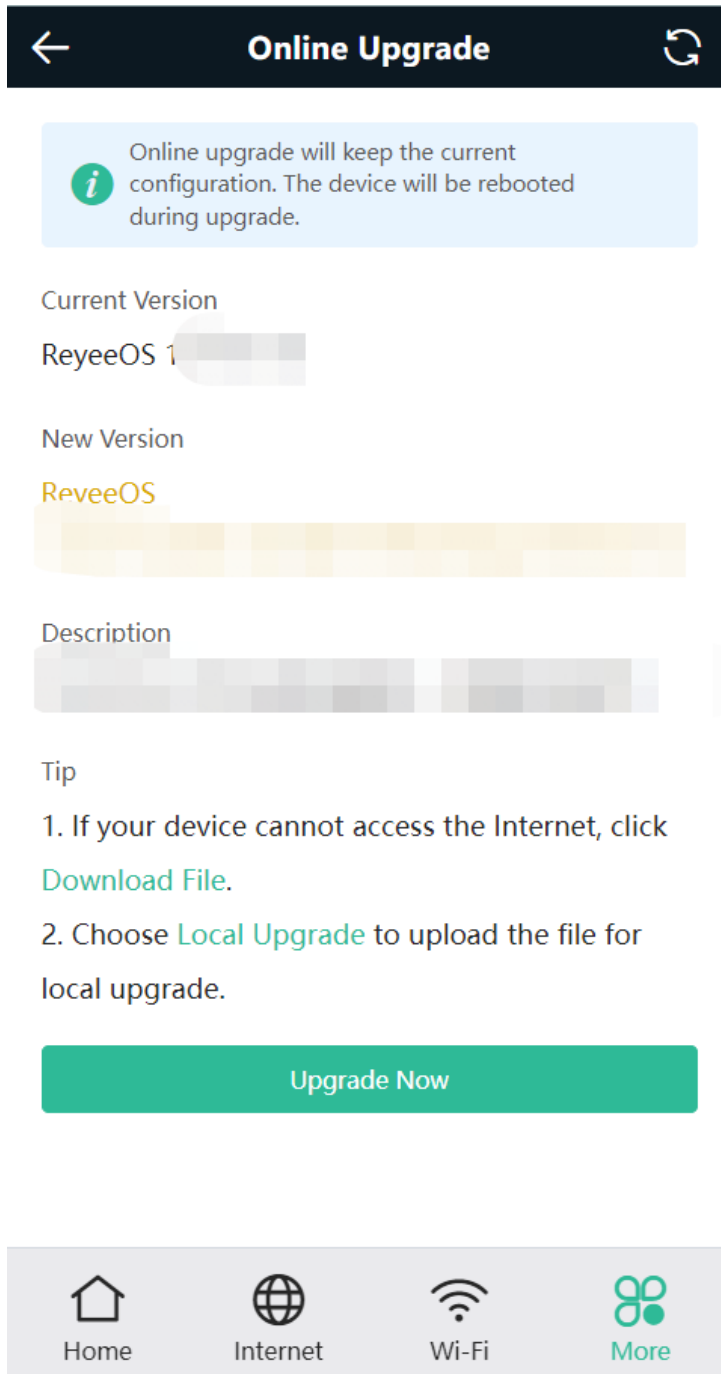 Online Upgrade
Online upgrade will keep the current
configuration. The device will be rebooted
during upgrade.
Current Version
ReyeeOS 1
New Version
ReyeeOS
Description
Tip
1. If your device cannot access the Internet, click
Download File.
2. Choose Local Upgrade to upload the file for
local upgrade.
Upgrade Now
Home
Internet
Wi-Fi
More